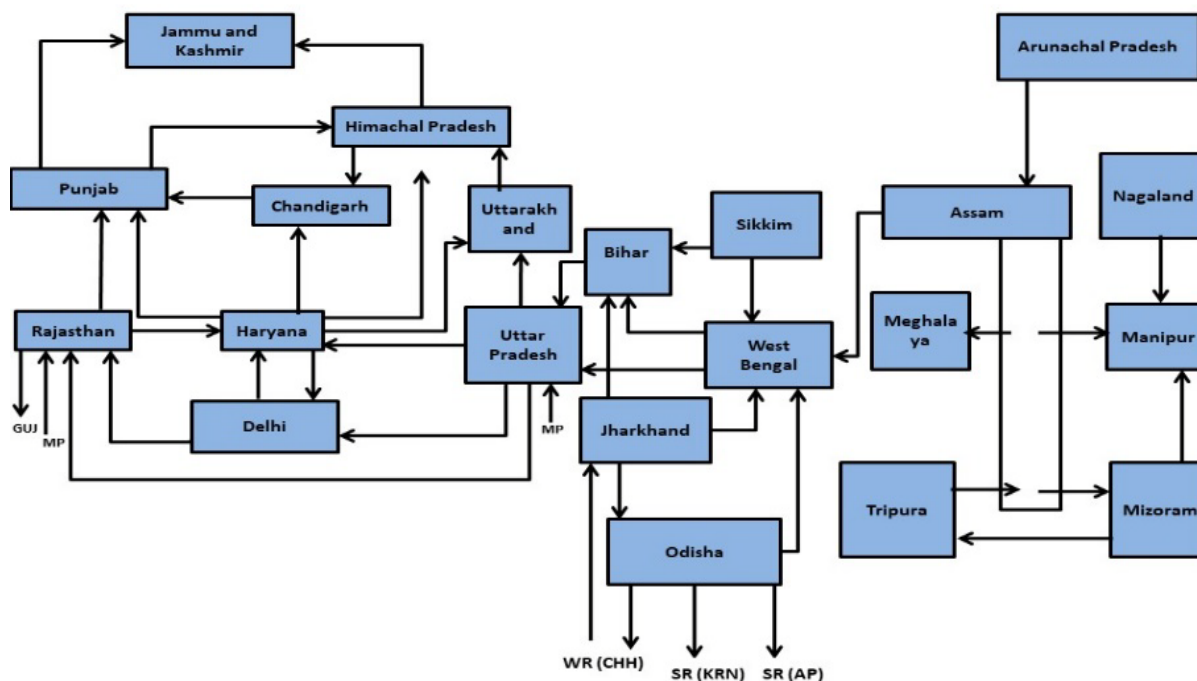 Jammu and
Kashmir
Arunachal Pradesh
Himachal Pradesh
Punjab
Chandigarh
Uttarakh
and
Sikkim
Assam
Nagaland
Bihar
Rajasthan
Haryana
Uttar
Pradesh
West
Bengal
Meghala
ya
Manipur
GUJ
MP
Delhi
MP
Jharkhand
Tripura
Mizoram
Odisha
WR (CHH)
SR (KRN)
SR (AP)